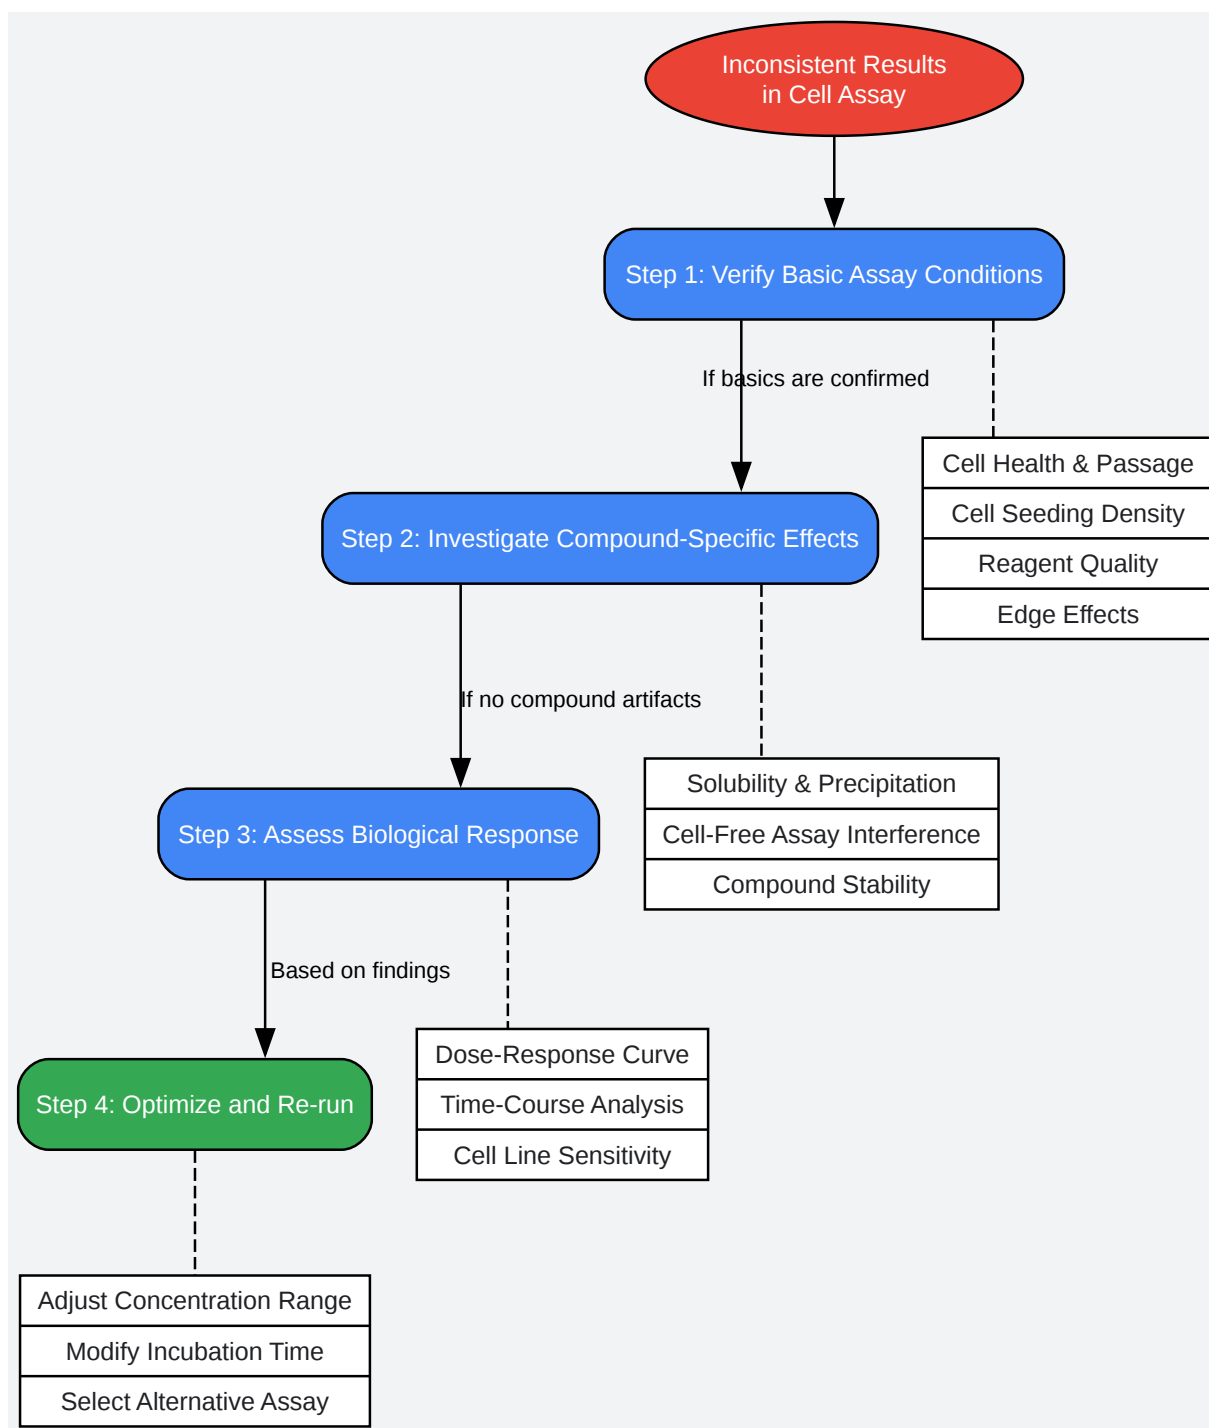 Inconsistent Results
in Cell Assay
Step 1: Verify Basic Assay Conditions
If basics are confirmed
Cell Health & Passage
Cell Seeding Density
Reagent Quality
Edge Effects
Step 2: Investigate Compound-Specific Effects
If no compound artifacts
Solubility & Precipitation
Cell-Free Assay Interference
Compound Stability
Step 3: Assess Biological Response
Based on findings
Dose-Response Curve
Time-Course Analysis
Cell Line Sensitivity
Step 4: Optimize and Re-run
Adjust Concentration Range
Modify Incubation Time
Select Alternative Assay